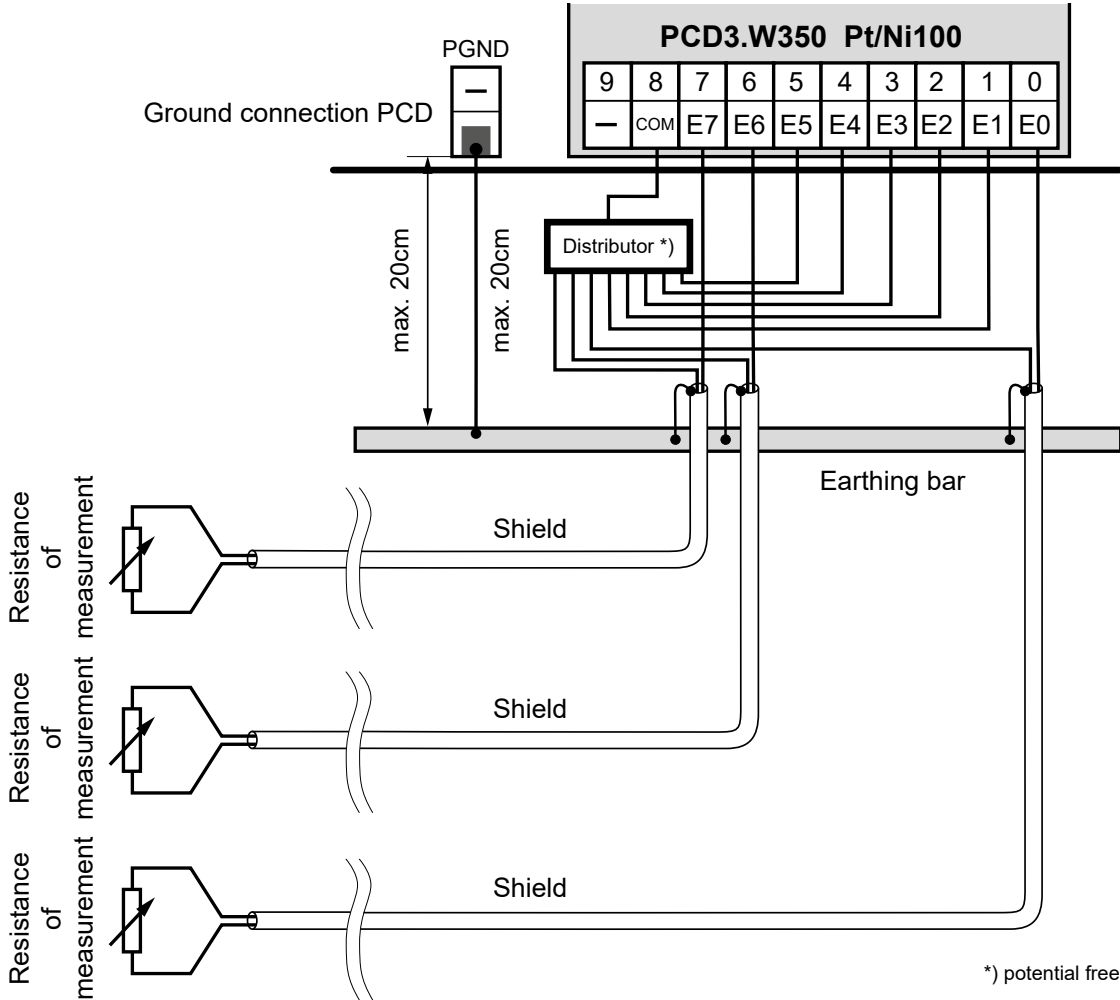 PCD3.W350 Pt/Ni100
PGND
–
Ground connection PCD
9 8 7 6 5 4 3 2 1 0
– COM E7 E6 E5 E4 E3 E2 E1 E0
Distributor *)
max. 20cm
max. 20cm
Earthing bar
Resistance
of
measurement
Shield
Resistance
of
measurement
Shield
Resistance
of
measurement
Shield
*) potential free